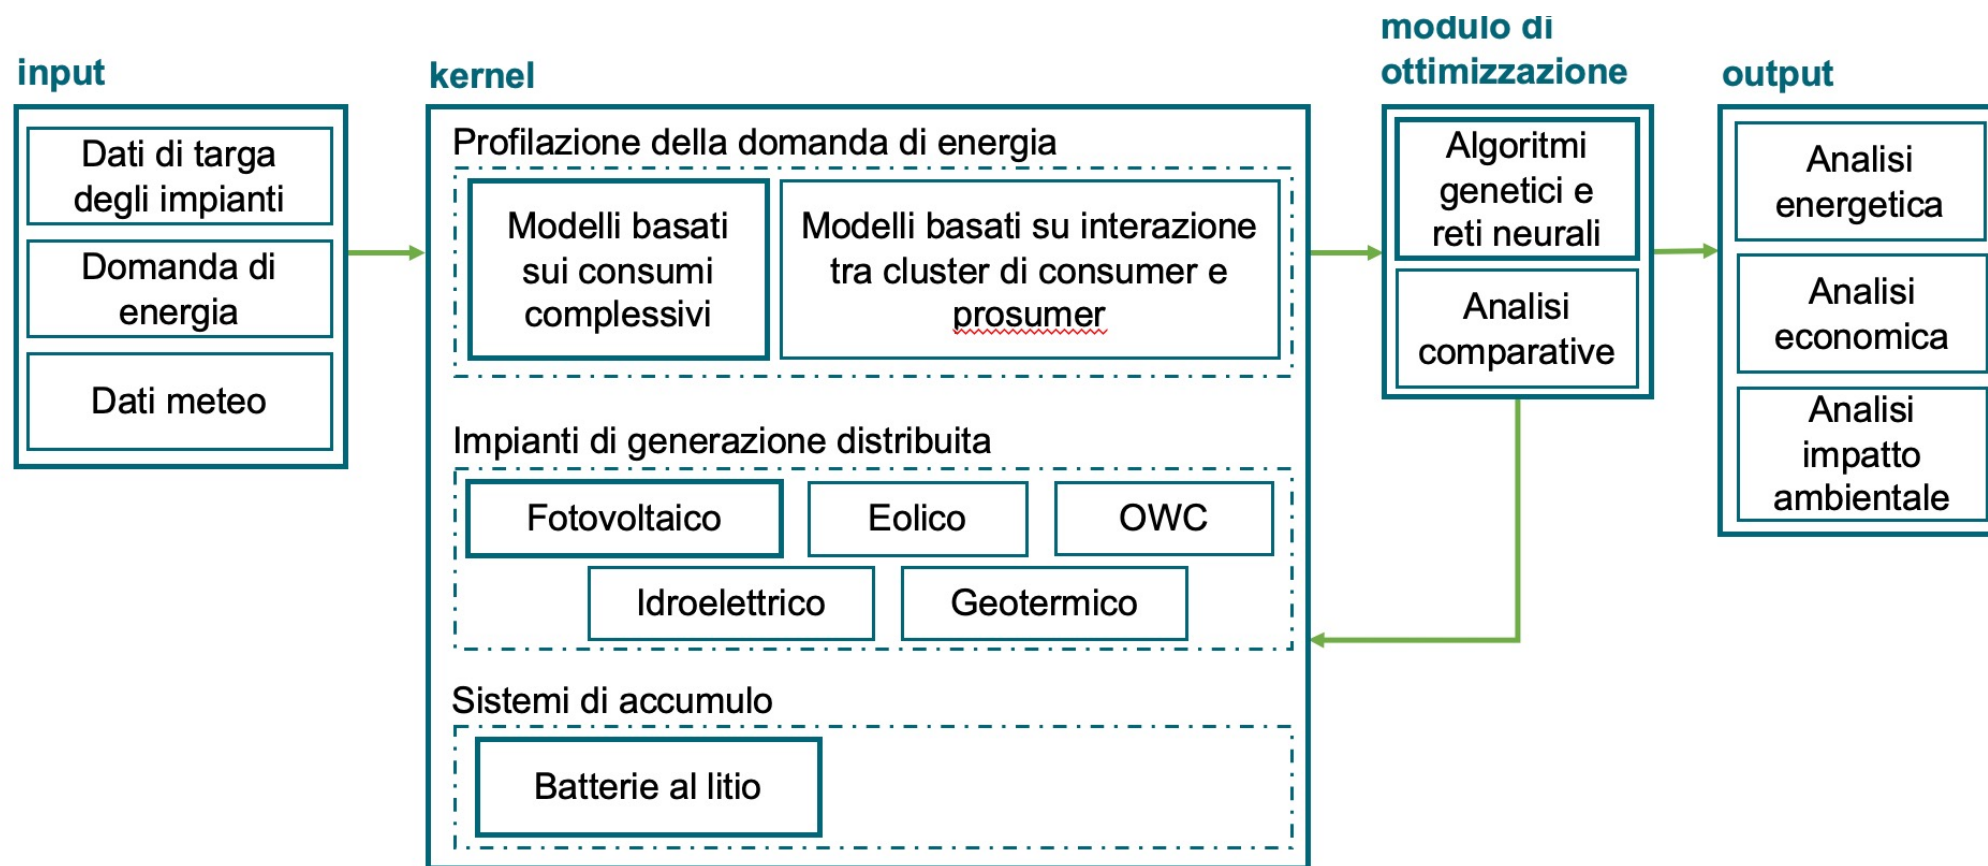 input
Dati di targa
degli impianti
Domanda di
energia
Dati meteo
kernel
Profilazione della domanda di energia
Modelli basati
sui consumi
complessivi
Modelli basati su interazione
tra cluster di consumer e
prosumer
Impianti di generazione distribuita
Fotovoltaico
Eolico
OWC
Idroelettrico
Geotermico
Sistemi di accumulo
Batterie al litio
modulo di
ottimizzazione
Algoritmi
genetici e
reti neurali
Analisi
comparative
output
Analisi
energetica
Analisi
economica
Analisi
impatto
ambientale